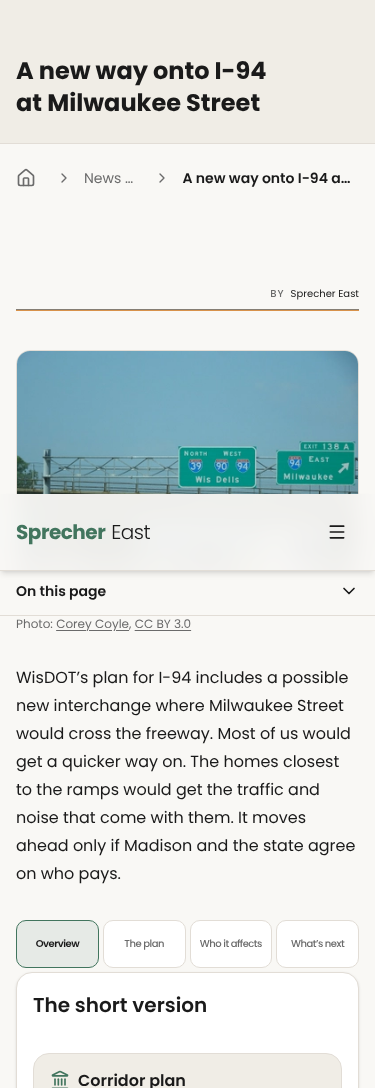 A new way onto I-94
at Milwaukee Street
News ...
A new way onto I-94 a...
BY Sprecher East
NORTH WEST
39 90 94
Wis Dells
EXIT 138 A
94 EAST
Milwaukee
Sprecher East
On this page
Photo: Corey Coyle, CC BY 3.0
WisDOT’s plan for I-94 includes a possible
new interchange where Milwaukee Street
would cross the freeway. Most of us would
get a quicker way on. The homes closest
to the ramps would get the traffic and
noise that come with them. It moves
ahead only if Madison and the state agree
on who pays.
Overview
The plan
Who it affects
What’s next
The short version
Corridor plan